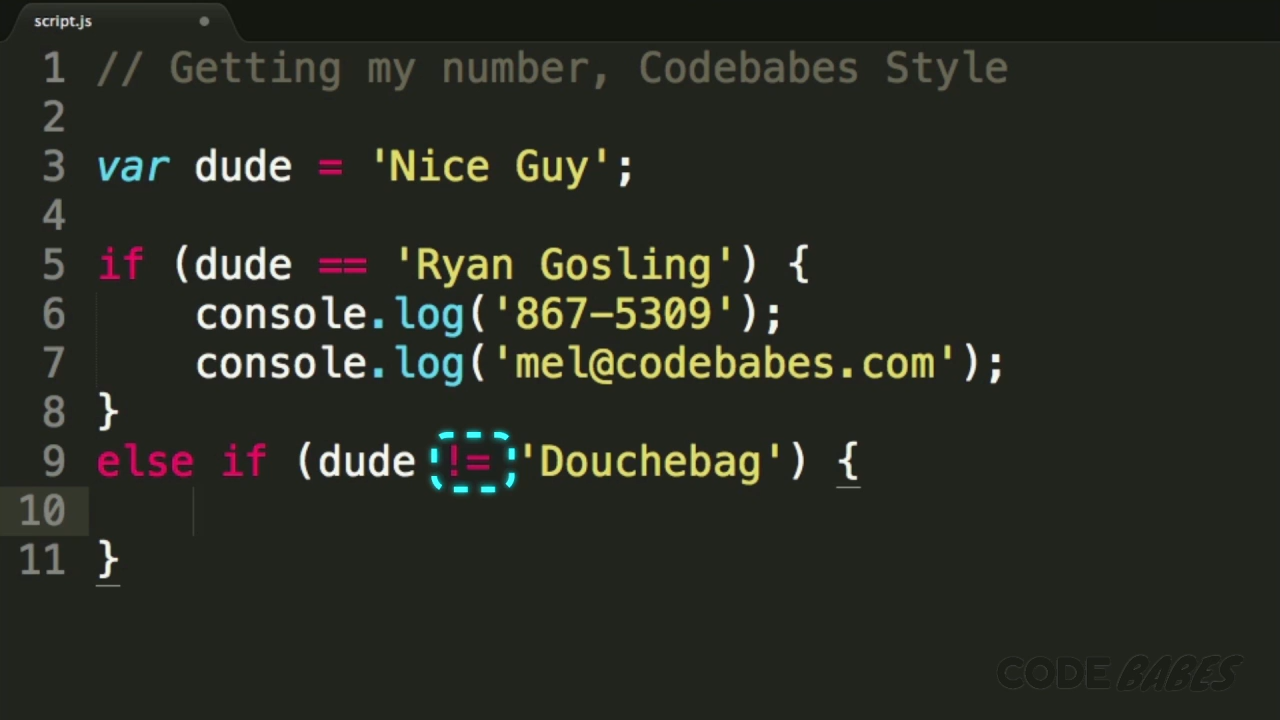 script.js
1 // Getting my number, Codebabes Style
2
3 var dude = 'Nice Guy';
4
5 if (dude == 'Ryan Gosling') {
6     console.log('867-5309');
7     console.log('mel@codebabes.com');
8 }
9 else if (dude != 'Douchebag') {
10
11 }
CODE BABES